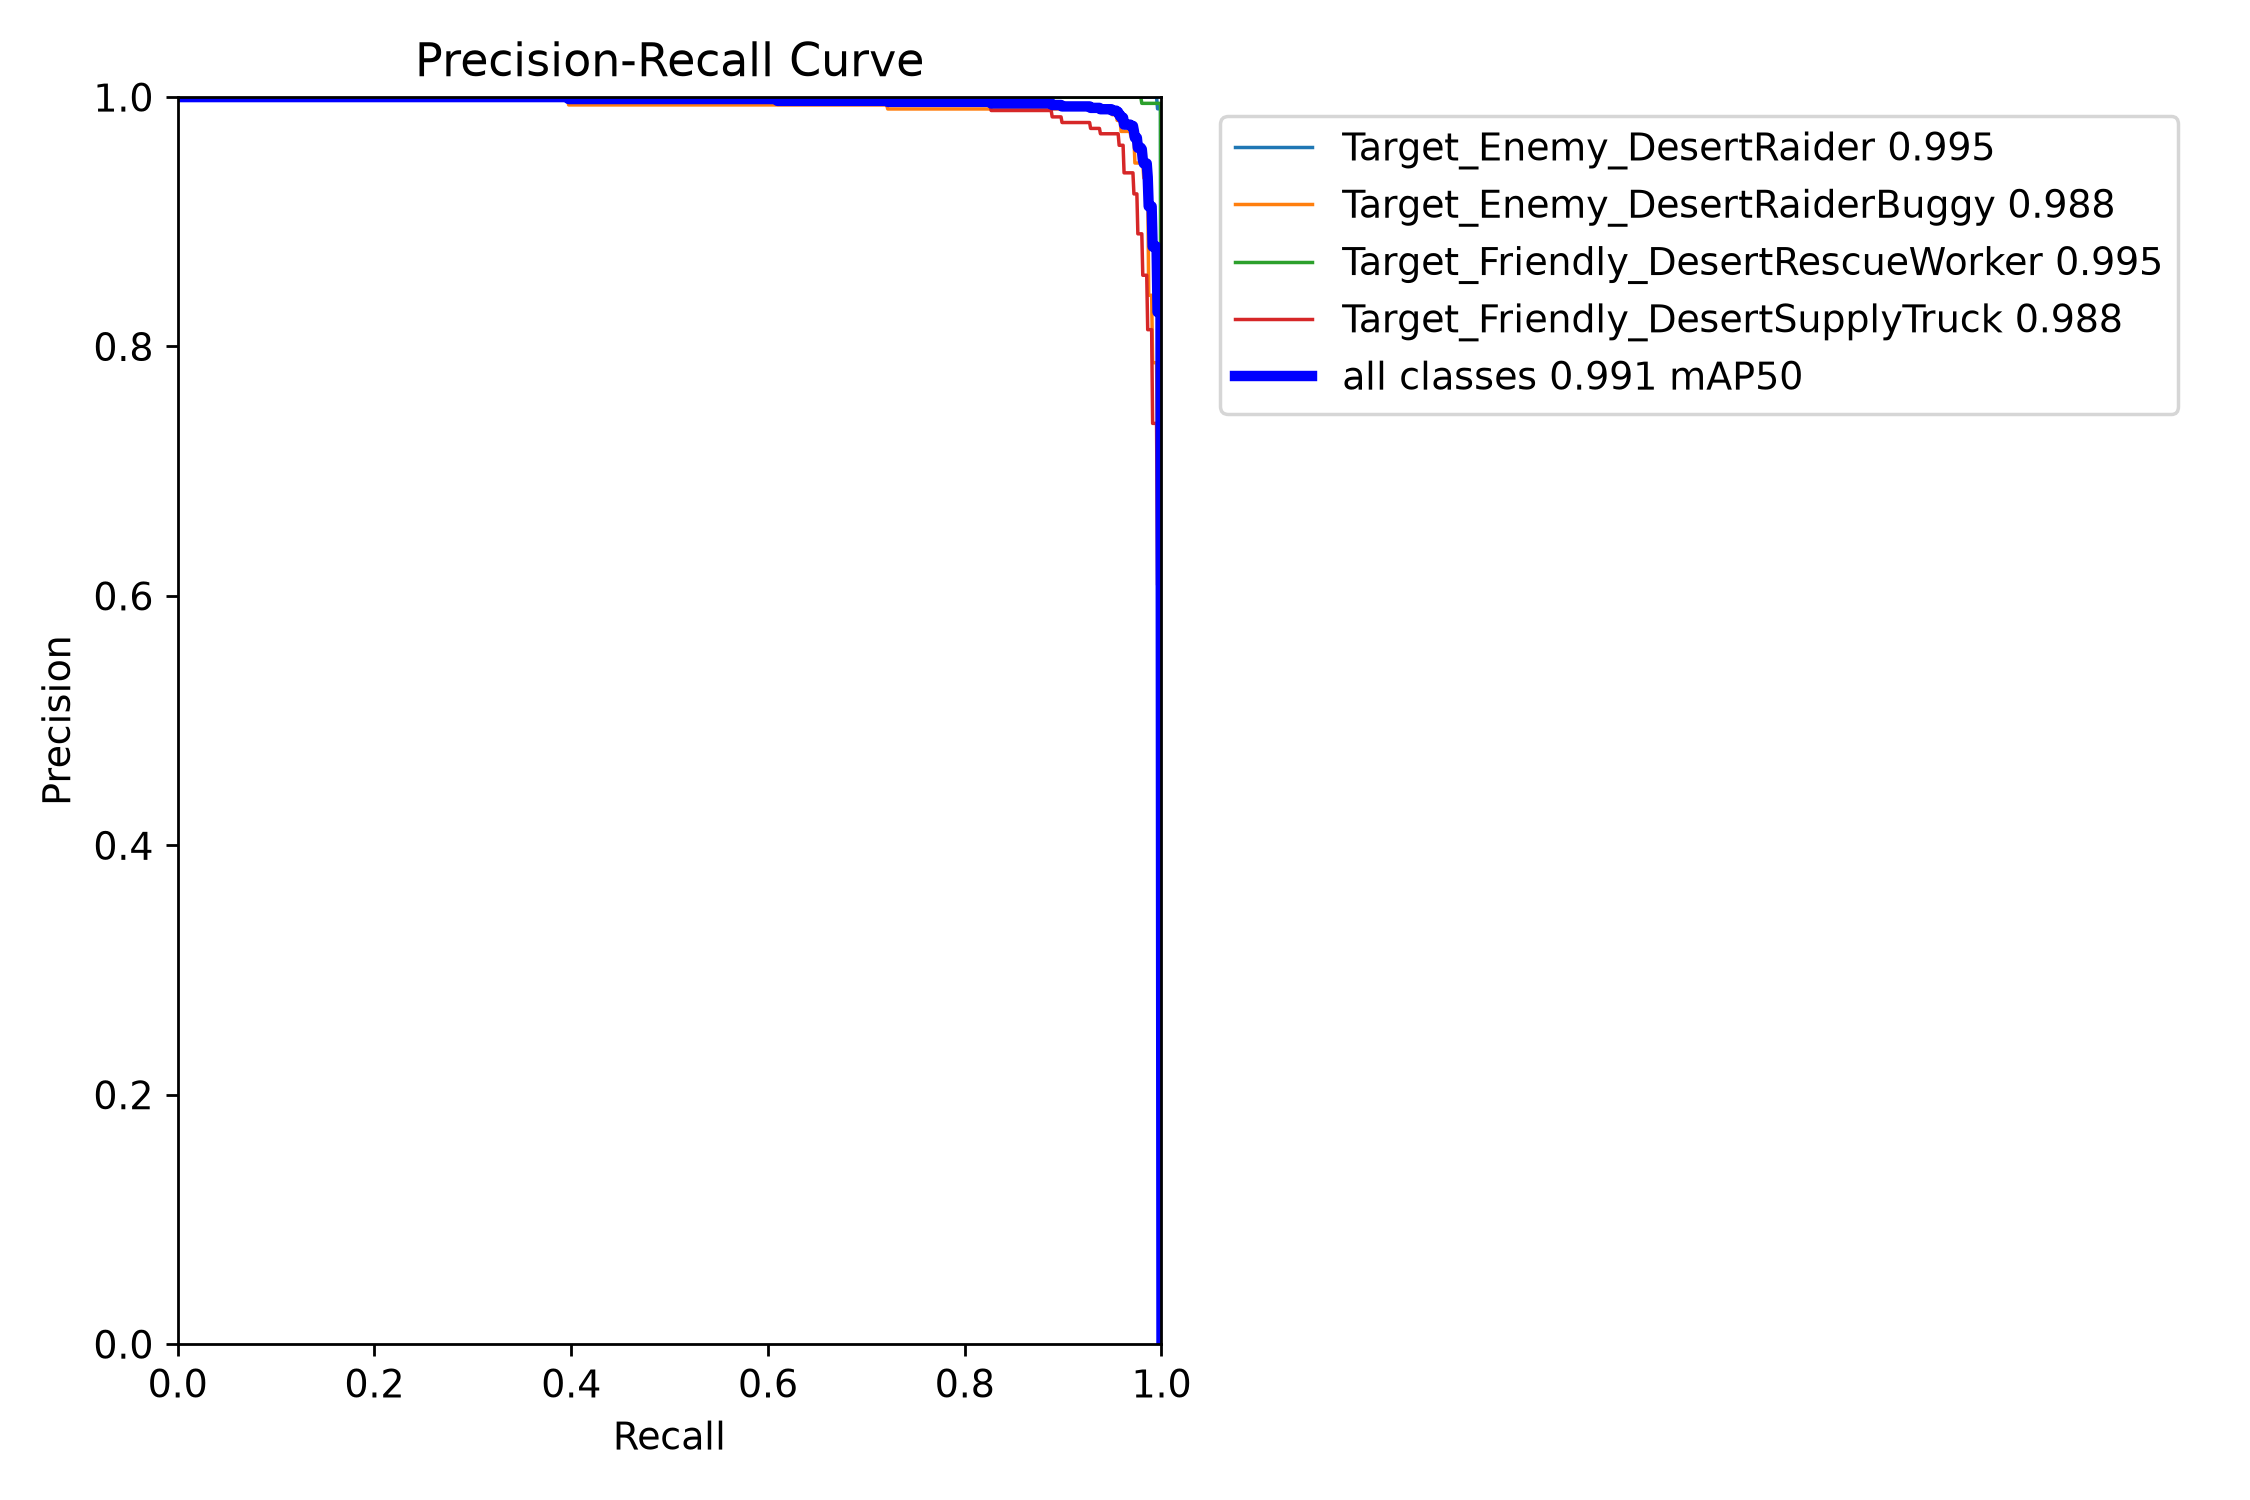 Precision-Recall Curve
1.0
0.8
0.6
0.4
0.2
0.0
Precision
0.0 0.2 0.4 0.6 0.8 1.0
Recall
Target_Enemy_DesertRaider 0.995
Target_Enemy_DesertRaiderBuggy 0.988
Target_Friendly_DesertRescueWorker 0.995
Target_Friendly_DesertSupplyTruck 0.988
all classes 0.991 mAP50